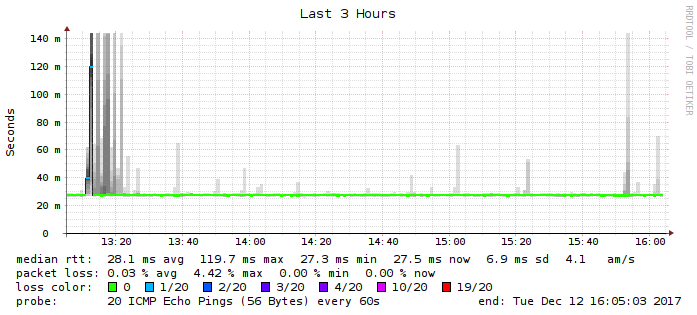 Last 3 Hours
RRDTOOL / TOBI OETIKER
Seconds
140 m
120 m
100 m
80 m
60 m
40 m
20 m
0
13:20 13:40 14:00 14:20 14:40 15:00 15:20 15:40 16:00
median rtt: 28.1 ms avg 119.7 ms max 27.3 ms min 27.5 ms now 6.9 ms sd 4.1 am/s
packet loss: 0.03 % avg 4.42 % max 0.00 % min 0.00 % now
loss color: 0 1/20 2/20 3/20 4/20 10/20 19/20
probe: 20 ICMP Echo Pings (56 Bytes) every 60s end: Tue Dec 12 16:05:03 2017